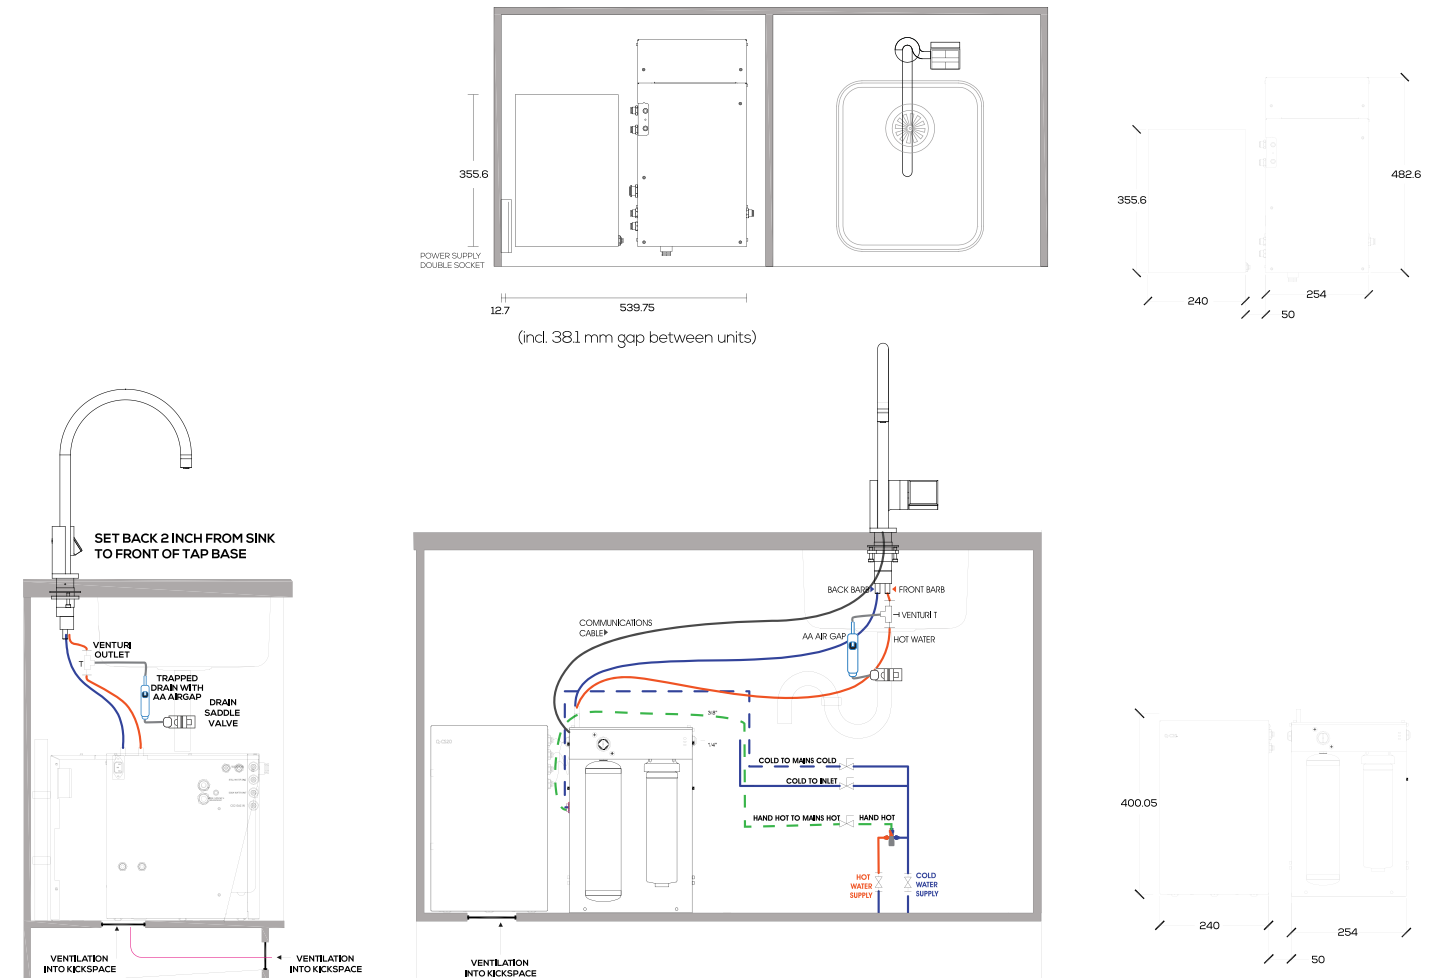 355.6
POWER SUPPLY
DOUBLE SOCKET
12.7
539.75
(incl. 38.1 mm gap between units)
355.6
482.6
240
254
50
SET BACK 2 INCH FROM SINK
TO FRONT OF TAP BASE
VENTURI
OUTLET
T
TRAPPED
DRAIN WITH
AA AIRGAP
DRAIN
SADDLE
VALVE
VENTILATION
INTO KICKSPACE
VENTILATION
INTO KICKSPACE
COMMUNICATIONS
CABLE
BACK BARB
FRONT BARB
VENTURI T
AA AIR GAP
HOT WATER
3/8"
1/4"
COLD TO MAINS COLD
COLD TO INLET
HAND HOT TO MAINS HOT
HAND HOT
HOT
WATER
SUPPLY
COLD
WATER
SUPPLY
VENTILATION
INTO KICKSPACE
400.05
240
254
50